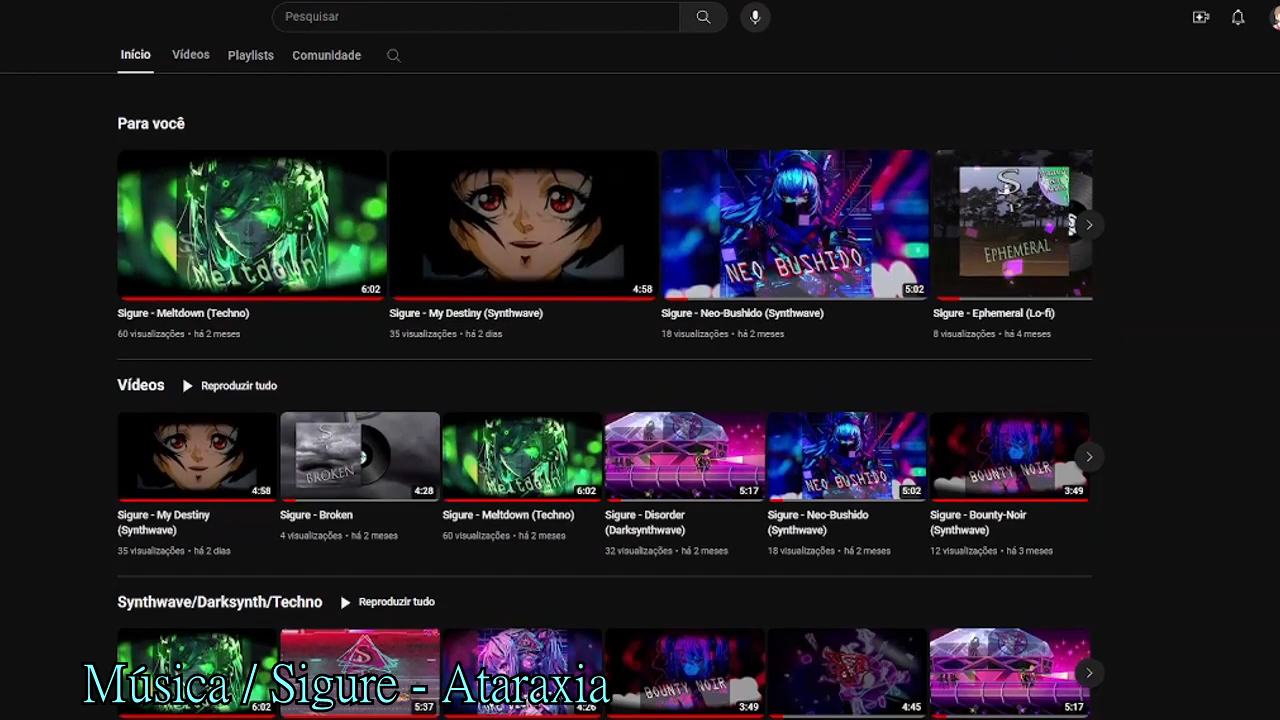 Pesquisar
Início Vídeos Playlists Comunidade
Para você
Meltdown
6:02
4:58
NEO BUSHIDO
5:02
S
EPHEMERAL
Sigure - Meltdown (Techno)
60 visualizações • há 2 meses
Sigure - My Destiny (Synthwave)
35 visualizações • há 2 dias
Sigure - Neo-Bushido (Synthwave)
18 visualizações • há 2 meses
Sigure - Ephemeral (Lo-fi)
8 visualizações • há 4 meses
Vídeos Reproduzir tudo
4:58
BROKEN
4:28
Meltdown
6:02
5:17
NEO BUSHIDO
5:02
BOUNTY NOIR
3:49
Sigure - My Destiny
(Synthwave)
35 visualizações • há 2 dias
Sigure - Broken
4 visualizações • há 2 meses
Sigure - Meltdown (Techno)
60 visualizações • há 2 meses
Sigure - Disorder
(Darksynthwave)
32 visualizações • há 2 meses
Sigure - Neo-Bushido
(Synthwave)
18 visualizações • há 2 meses
Sigure - Bounty-Noir
(Synthwave)
12 visualizações • há 3 meses
Synthwave/Darksynth/Techno Reproduzir tudo
6:02
S
5:37
4:26
BOUNTY NOIR
3:49
4:45
5:17
Música / Sigure - Ataraxia